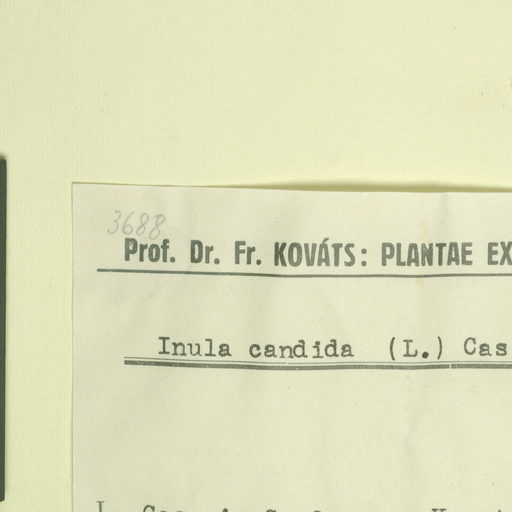 3688
Prof. Dr. Fr. KOVÁTS: PLANTAE EX
Inula candida (L.) Cas